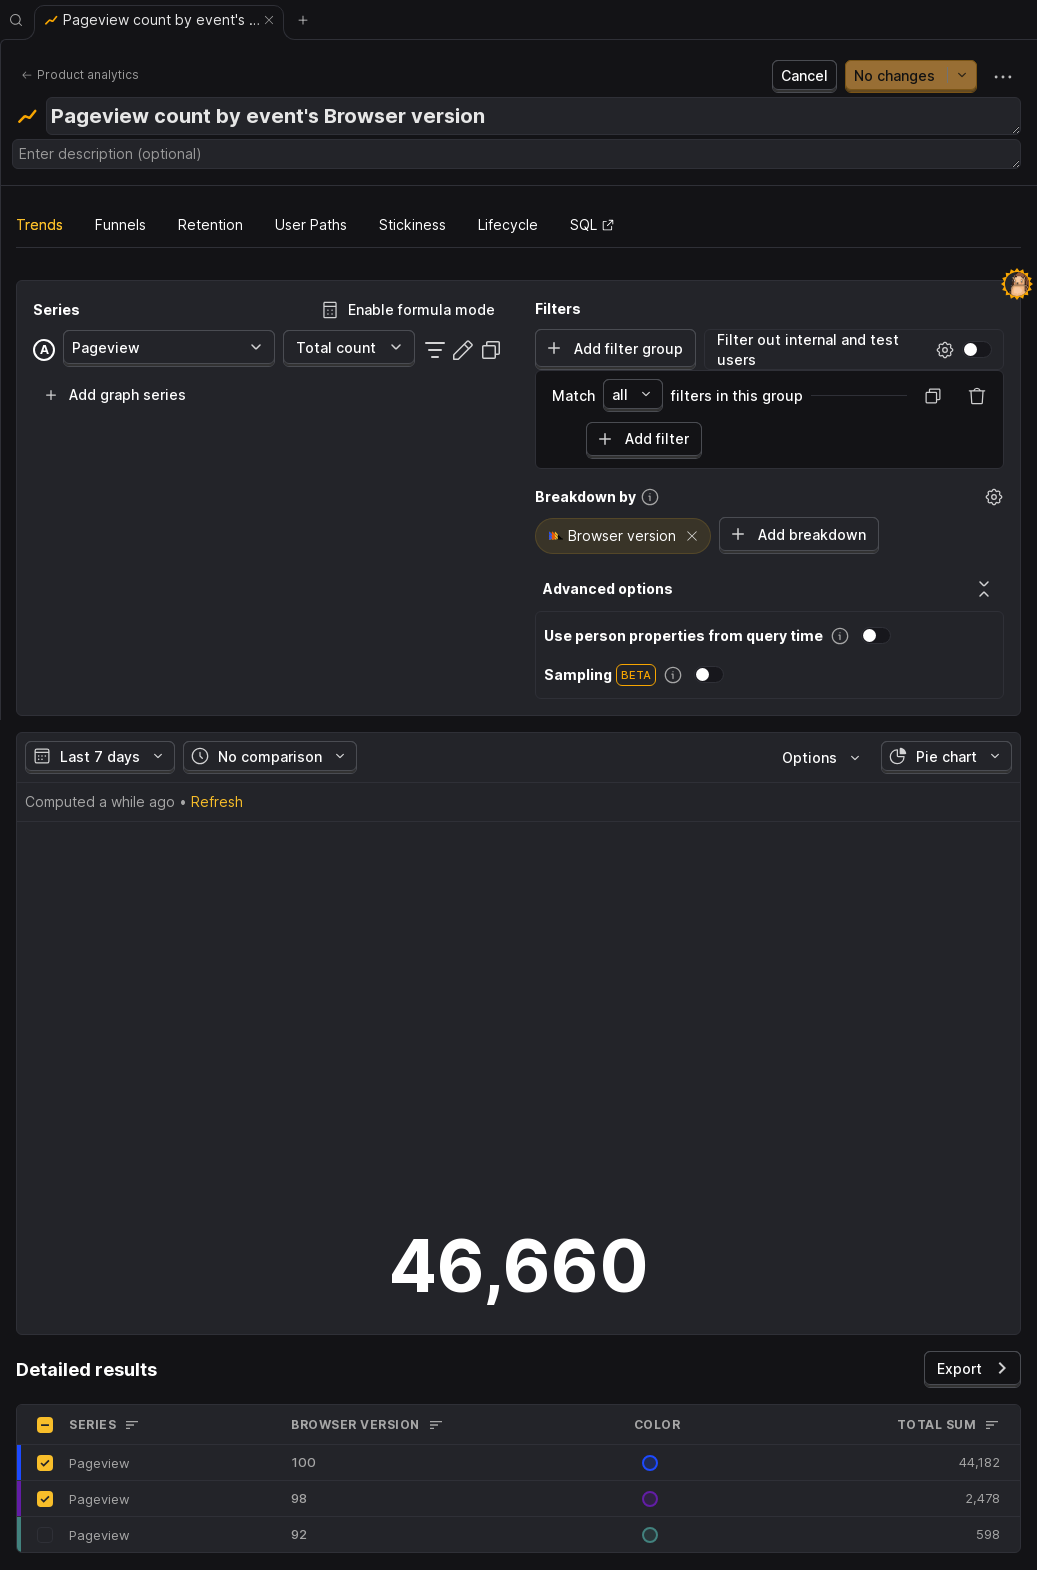 Pageview count by event's ...
Product analytics
Cancel
No changes
Pageview count by event's Browser version
Enter description (optional)
Trends
Funnels
Retention
User Paths
Stickiness
Lifecycle
SQL
Series
Enable formula mode
A
Pageview
Total count
Add graph series
Filters
Add filter group
Filter out internal and test
users
Match
all
filters in this group
Add filter
Breakdown by
Browser version
Add breakdown
Advanced options
Use person properties from query time
Sampling BETA
Last 7 days
No comparison
Options
Pie chart
Computed a while ago • Refresh
46,660
Detailed results
Export
SERIES
BROWSER VERSION
COLOR
TOTAL SUM
Pageview
100
44,182
Pageview
98
2,478
Pageview
92
598